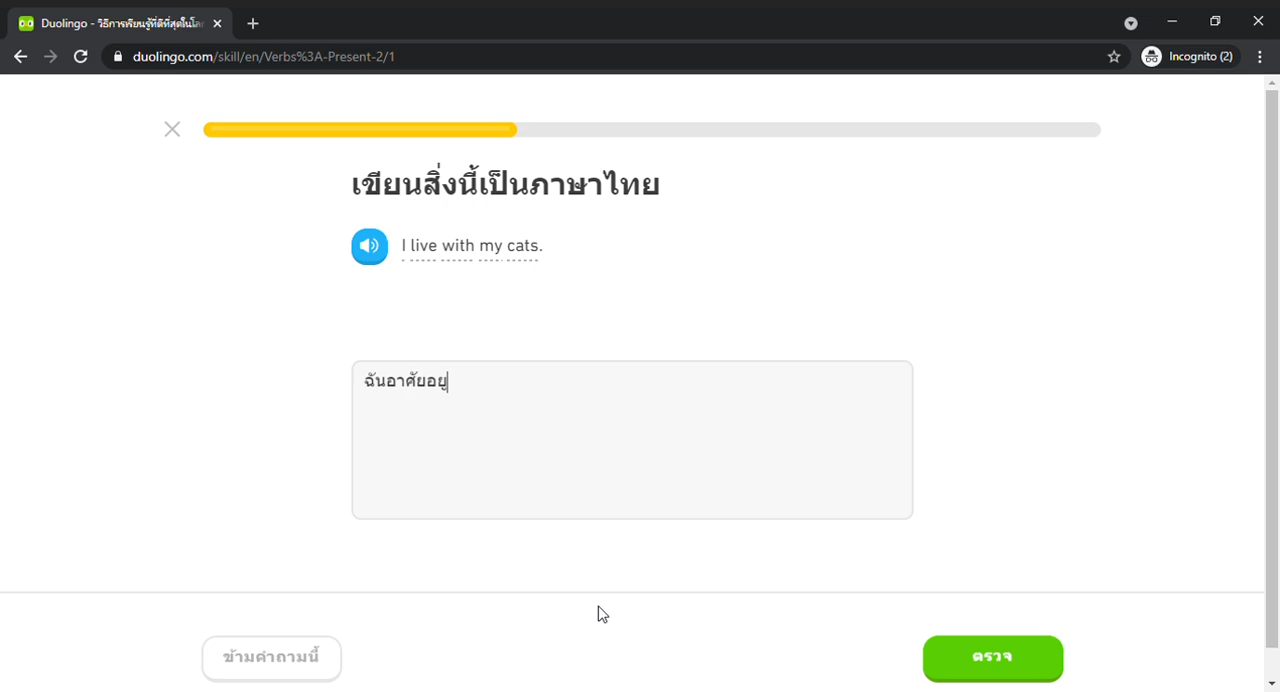 Duolingo - วิธีการเรียนรู้ที่ดีที่สุดในโล
duolingo.com/skill/en/Verbs%3A-Present-2/1
Incognito (2)
เขียนสิ่งนี้เป็นภาษาไทย
I live with my cats.
ฉันอาศัยอยู
ข้ามคำถามนี้
ตรวจ